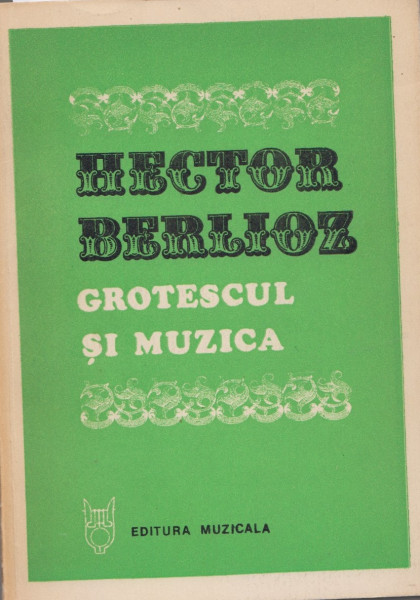 HECTOR
BERLIOZ
GROTESCUL
ȘI MUZICA
EDITURA MUZICALA